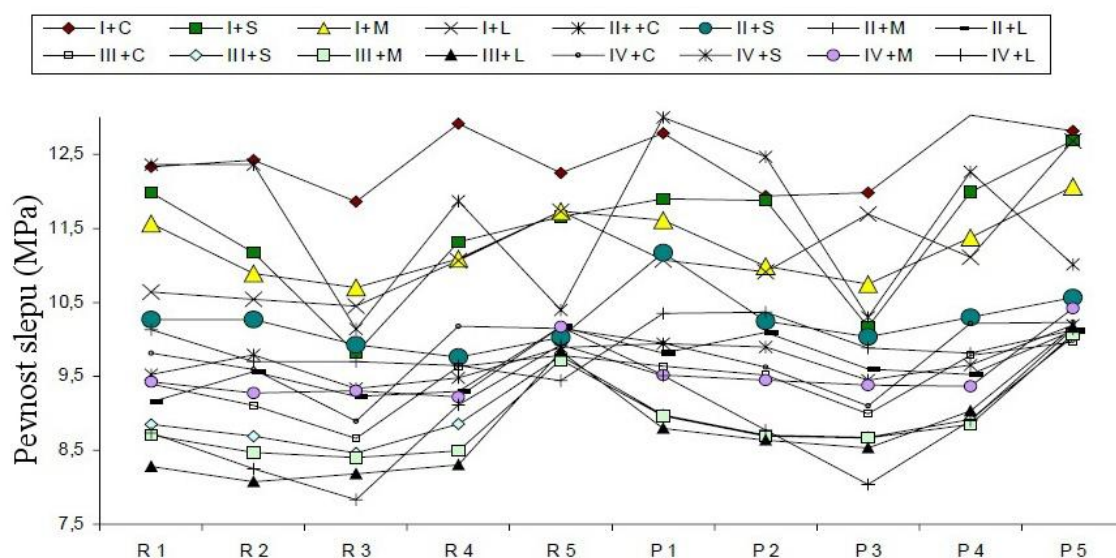 I+C I+S I+M I+L II++C II+S II+M II+L
III+C III+S III+M III+L IV+C IV+S IV+M IV+L
Pevnost slepu (MPa)
12,5
11,5
10,5
9,5
8,5
7,5
R 1 R 2 R 3 R 4 R 5 P 1 P 2 P 3 P 4 P 5